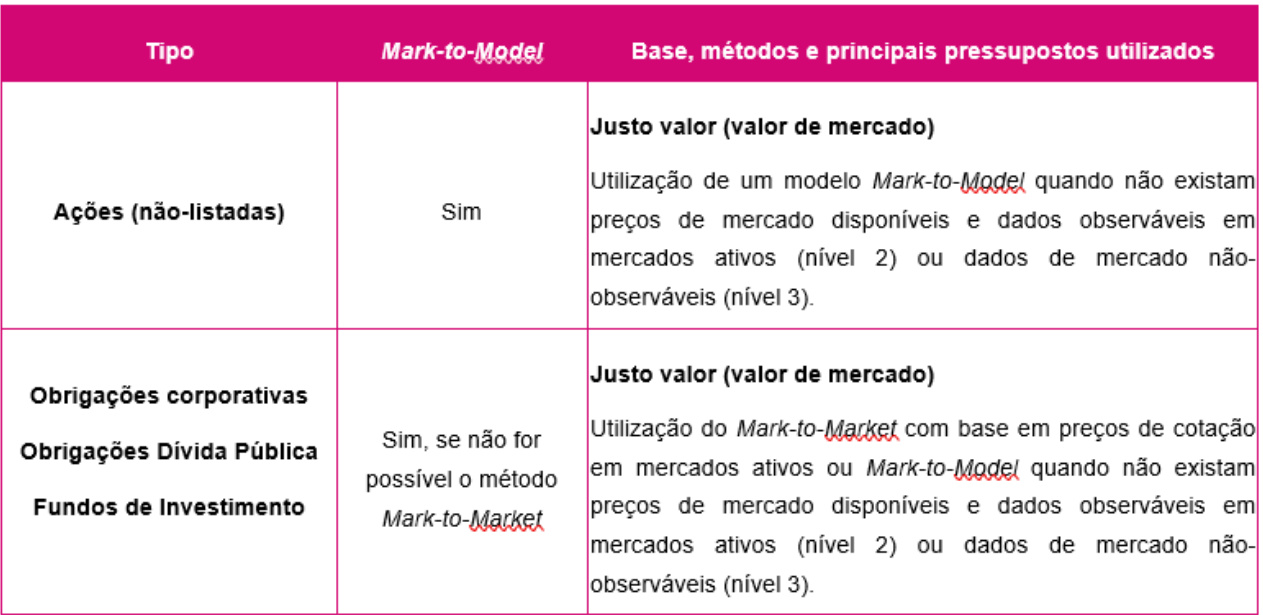 Tipo
Mark-to-Model
Base, métodos e principais pressupostos utilizados
Ações (não-listadas)
Sim
Justo valor (valor de mercado)
Utilização de um modelo Mark-to-Model quando não existam
preços de mercado disponíveis e dados observáveis em
mercados ativos (nível 2) ou dados de mercado não-
observáveis (nível 3).
Obrigações corporativas
Obrigações Dívida Pública
Fundos de Investimento
Sim, se não for
possível o método
Mark-to-Market
Justo valor (valor de mercado)
Utilização do Mark-to-Market com base em preços de cotação
em mercados ativos ou Mark-to-Model quando não existam
preços de mercado disponíveis e dados observáveis em
mercados ativos (nível 2) ou dados de mercado não-
observáveis (nível 3).